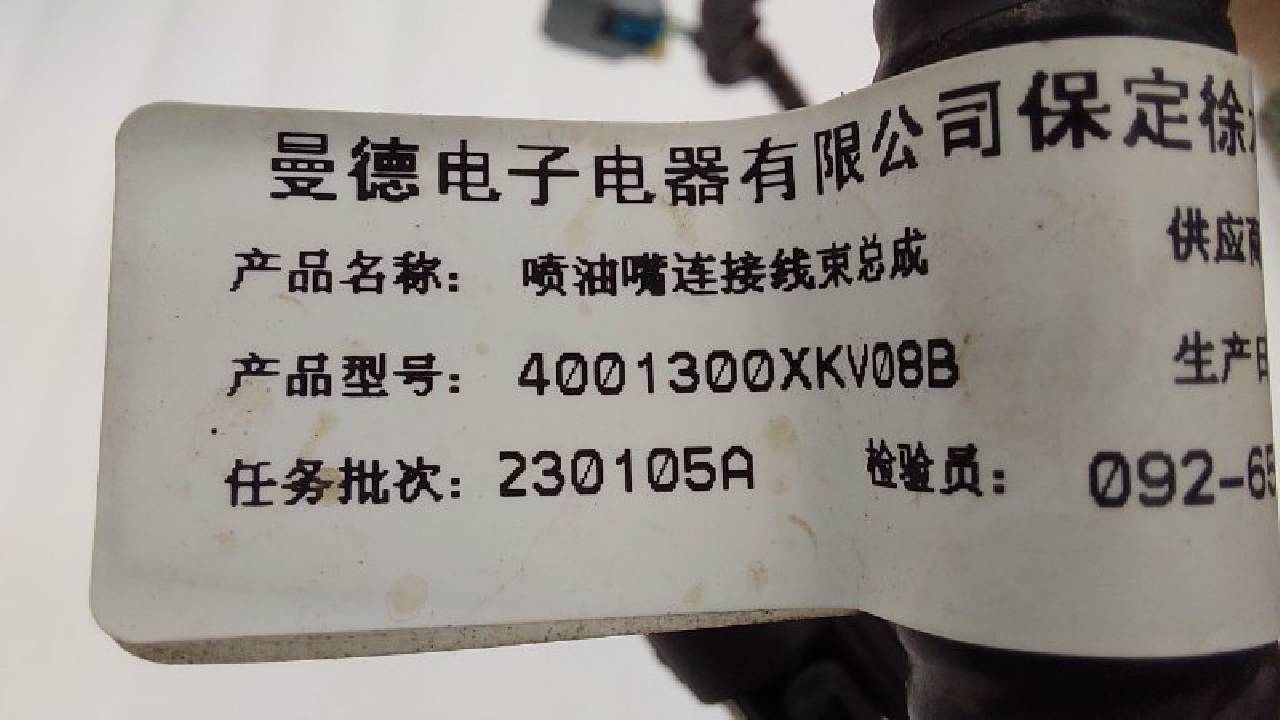 曼德电子电器有限公司保定徐
产品名称： 喷油嘴连接线束总成 供应
产品型号： 4001300XKV08B 生产
任务批次：230105A 检验员： 092-6